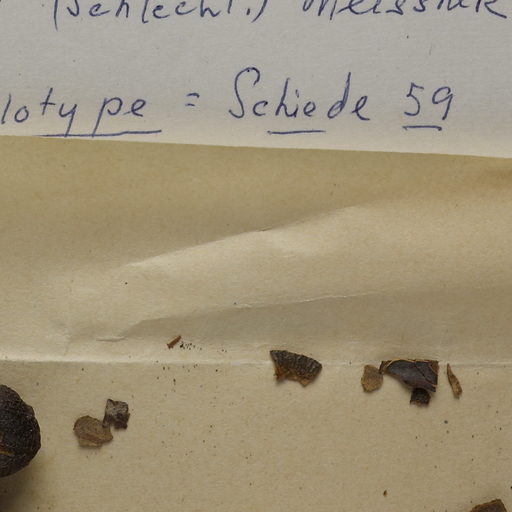 (Schlecht.) Meissner
lotype = Schiede 59